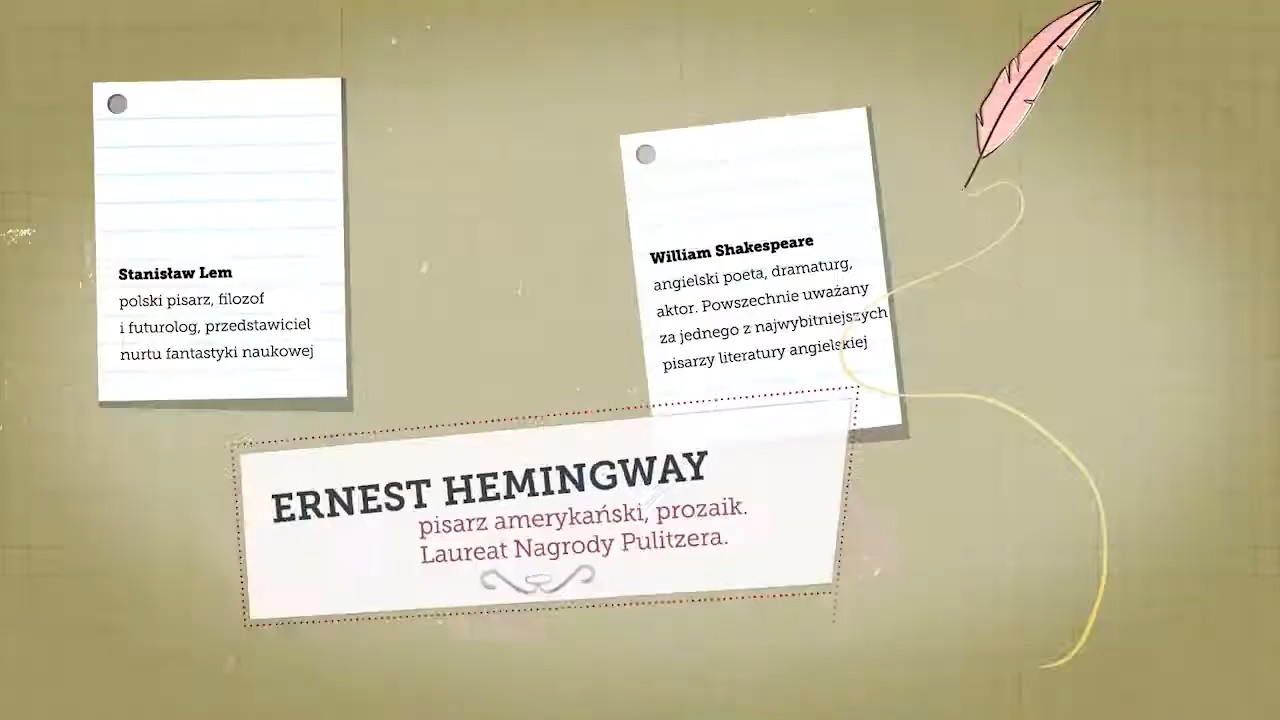 Stanisław Lem
polski pisarz, filozof
i futurolog, przedstawiciel
nurtu fantastyki naukowej
William Shakespeare
angielski poeta, dramaturg,
aktor. Powszechnie uważany
za jednego z najwybitniejszych
pisarzy literatury angielskiej
ERNEST HEMINGWAY
pisarz amerykański, prozaik.
Laureat Nagrody Pulitzera.